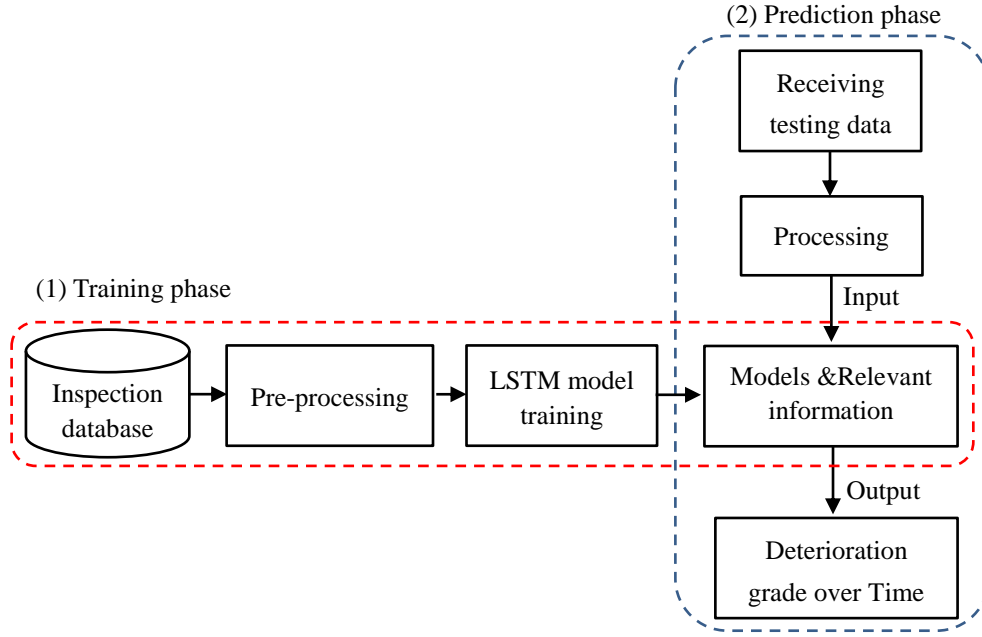 (2) Prediction phase
Receiving
testing data
Processing
(1) Training phase
Input
Inspection
database
Pre-processing
LSTM model
training
Models &Relevant
information
Output
Deterioration
grade over Time